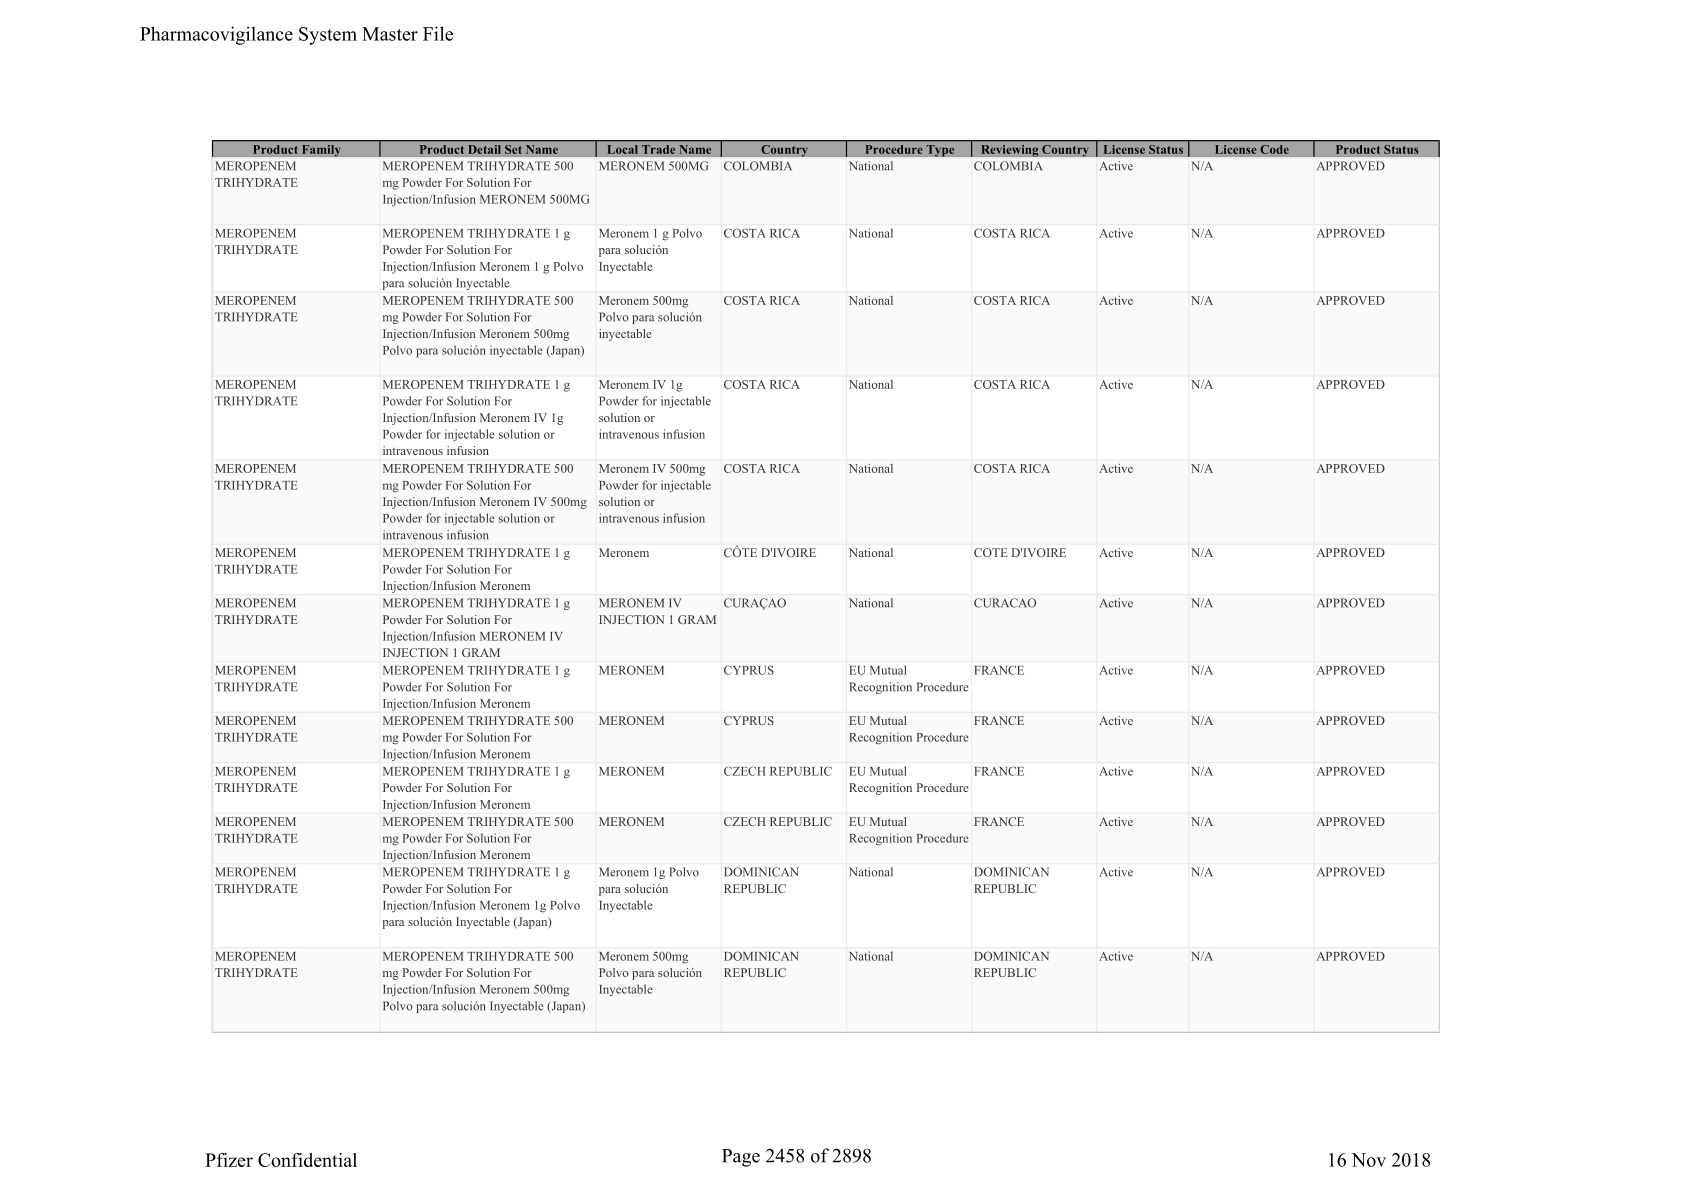 Pharmacovigilance System Master File
Product Family Product Detail Set Name Local Trade Name Country Procedure Type Reviewing Country License Status License Code Product Status
MEROPENEM MEROPENEM TRIHYDRATE 500 MERONEM 500MG COLOMBIA National COLOMBIA Active N/A APPROVED
TRIHYDRATE mg Powder For Solution For
Injection/Infusion MERONEM 500MG
MEROPENEM MEROPENEM TRIHYDRATE 1 g Meronem 1 g Polvo COSTA RICA National COSTA RICA Active N/A APPROVED
TRIHYDRATE Powder For Solution For para solución
Injection/Infusion Meronem 1 g Polvo Inyectable
para solución Inyectable
MEROPENEM MEROPENEM TRIHYDRATE 500 Meronem 500mg COSTA RICA National COSTA RICA Active N/A APPROVED
TRIHYDRATE mg Powder For Solution For Polvo para solución
Injection/Infusion Meronem 500mg inyectable
Polvo para solución inyectable (Japan)
MEROPENEM MEROPENEM TRIHYDRATE 1 g Meronem IV 1g COSTA RICA National COSTA RICA Active N/A APPROVED
TRIHYDRATE Powder For Solution For Powder for injectable
Injection/Infusion Meronem IV 1g solution or
Powder for injectable solution or intravenous infusion
intravenous infusion
MEROPENEM MEROPENEM TRIHYDRATE 500 Meronem IV 500mg COSTA RICA National COSTA RICA Active N/A APPROVED
TRIHYDRATE mg Powder For Solution For Powder for injectable
Injection/Infusion Meronem IV 500mg solution or
Powder for injectable solution or intravenous infusion
intravenous infusion
MEROPENEM MEROPENEM TRIHYDRATE 1 g Meronem CÔTE D'IVOIRE National COTE D'IVOIRE Active N/A APPROVED
TRIHYDRATE Powder For Solution For
Injection/Infusion Meronem
MEROPENEM MEROPENEM TRIHYDRATE 1 g MERONEM IV CURAÇAO National CURACAO Active N/A APPROVED
TRIHYDRATE Powder For Solution For INJECTION 1 GRAM
Injection/Infusion MERONEM IV
INJECTION 1 GRAM
MEROPENEM MEROPENEM TRIHYDRATE 1 g MERONEM CYPRUS EU Mutual FRANCE Active N/A APPROVED
TRIHYDRATE Powder For Solution For Recognition Procedure
Injection/Infusion Meronem
MEROPENEM MEROPENEM TRIHYDRATE 500 MERONEM CYPRUS EU Mutual FRANCE Active N/A APPROVED
TRIHYDRATE mg Powder For Solution For Recognition Procedure
Injection/Infusion Meronem
MEROPENEM MEROPENEM TRIHYDRATE 1 g MERONEM CZECH REPUBLIC EU Mutual FRANCE Active N/A APPROVED
TRIHYDRATE Powder For Solution For Recognition Procedure
Injection/Infusion Meronem
MEROPENEM MEROPENEM TRIHYDRATE 500 MERONEM CZECH REPUBLIC EU Mutual FRANCE Active N/A APPROVED
TRIHYDRATE mg Powder For Solution For Recognition Procedure
Injection/Infusion Meronem
MEROPENEM MEROPENEM TRIHYDRATE 1 g Meronem 1g Polvo DOMINICAN National DOMINICAN Active N/A APPROVED
TRIHYDRATE Powder For Solution For para solución REPUBLIC REPUBLIC
Injection/Infusion Meronem 1g Polvo Inyectable
para solución Inyectable (Japan)
MEROPENEM MEROPENEM TRIHYDRATE 500 Meronem 500mg DOMINICAN National DOMINICAN Active N/A APPROVED
TRIHYDRATE mg Powder For Solution For Polvo para solución REPUBLIC REPUBLIC
Injection/Infusion Meronem 500mg Inyectable
Polvo para solución Inyectable (Japan)
Pfizer Confidential Page 2458 of 2898 16 Nov 2018